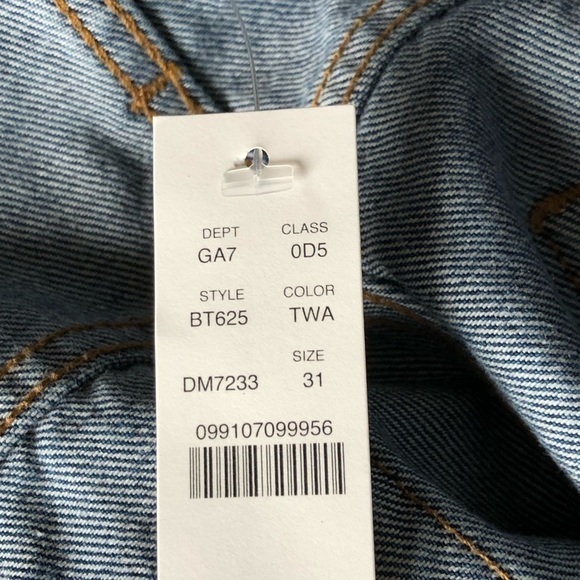 DEPT CLASS
GA7 0D5
STYLE COLOR
BT625 TWA
SIZE
DM7233 31
099107099956